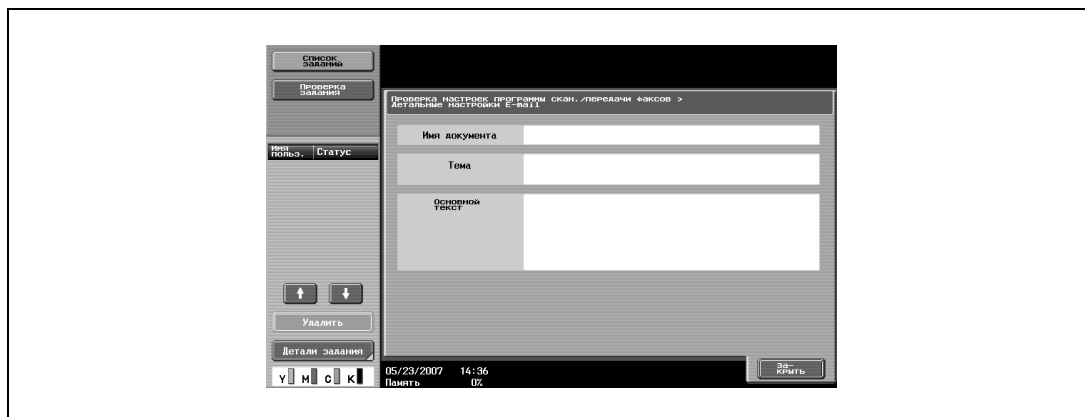 Список
заданий
Проверка
задания
Имя
польз.
Статус
Удалить
Детали задания
Y M C K
Проверка настроек программы скан./передачи факсов >
Детальные настройки E-mail
Имя документа
Тема
Основной
текст
05/23/2007 14:36
Память 0%
За-
крыть